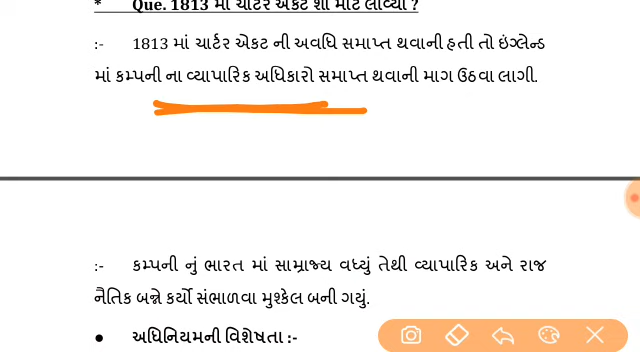 * Que. 1813 માં ચાર્ટર એક્ટ શા માટે લાવ્યા ?
:- 1813 માં ચાર્ટર એકટ ની અવધિ સમાપ્ત થવાની હતી તો ઇંગ્લેન્ડ
માં કમ્પની ના વ્યાપારિક અધિકારો સમાપ્ત થવાની માગ ઉઠવા લાગી.
:- કમ્પની નું ભારત માં સામ્રાજ્ય વધ્યું તેથી વ્યાપારિક અને રાજ
નૈતિક બન્ને કર્યો સંભાળવા મુશ્કેલ બની ગયું.
● અધિનિયમની વિશેષતા :-